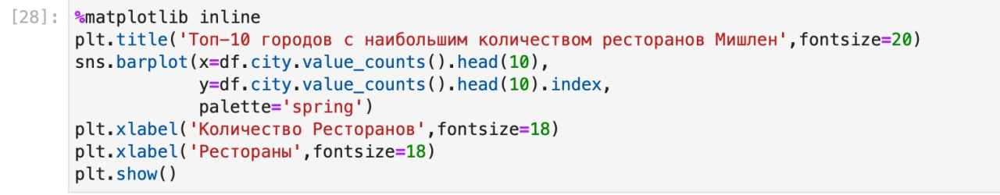 [28]: %matplotlib inline
plt.title('Топ-10 городов с наибольшим количеством ресторанов Мишлен',fontsize=20)
sns.barplot(x=df.city.value_counts().head(10),
            y=df.city.value_counts().head(10).index,
            palette='spring')
plt.xlabel('Количество Ресторанов',fontsize=18)
plt.xlabel('Рестораны',fontsize=18)
plt.show()